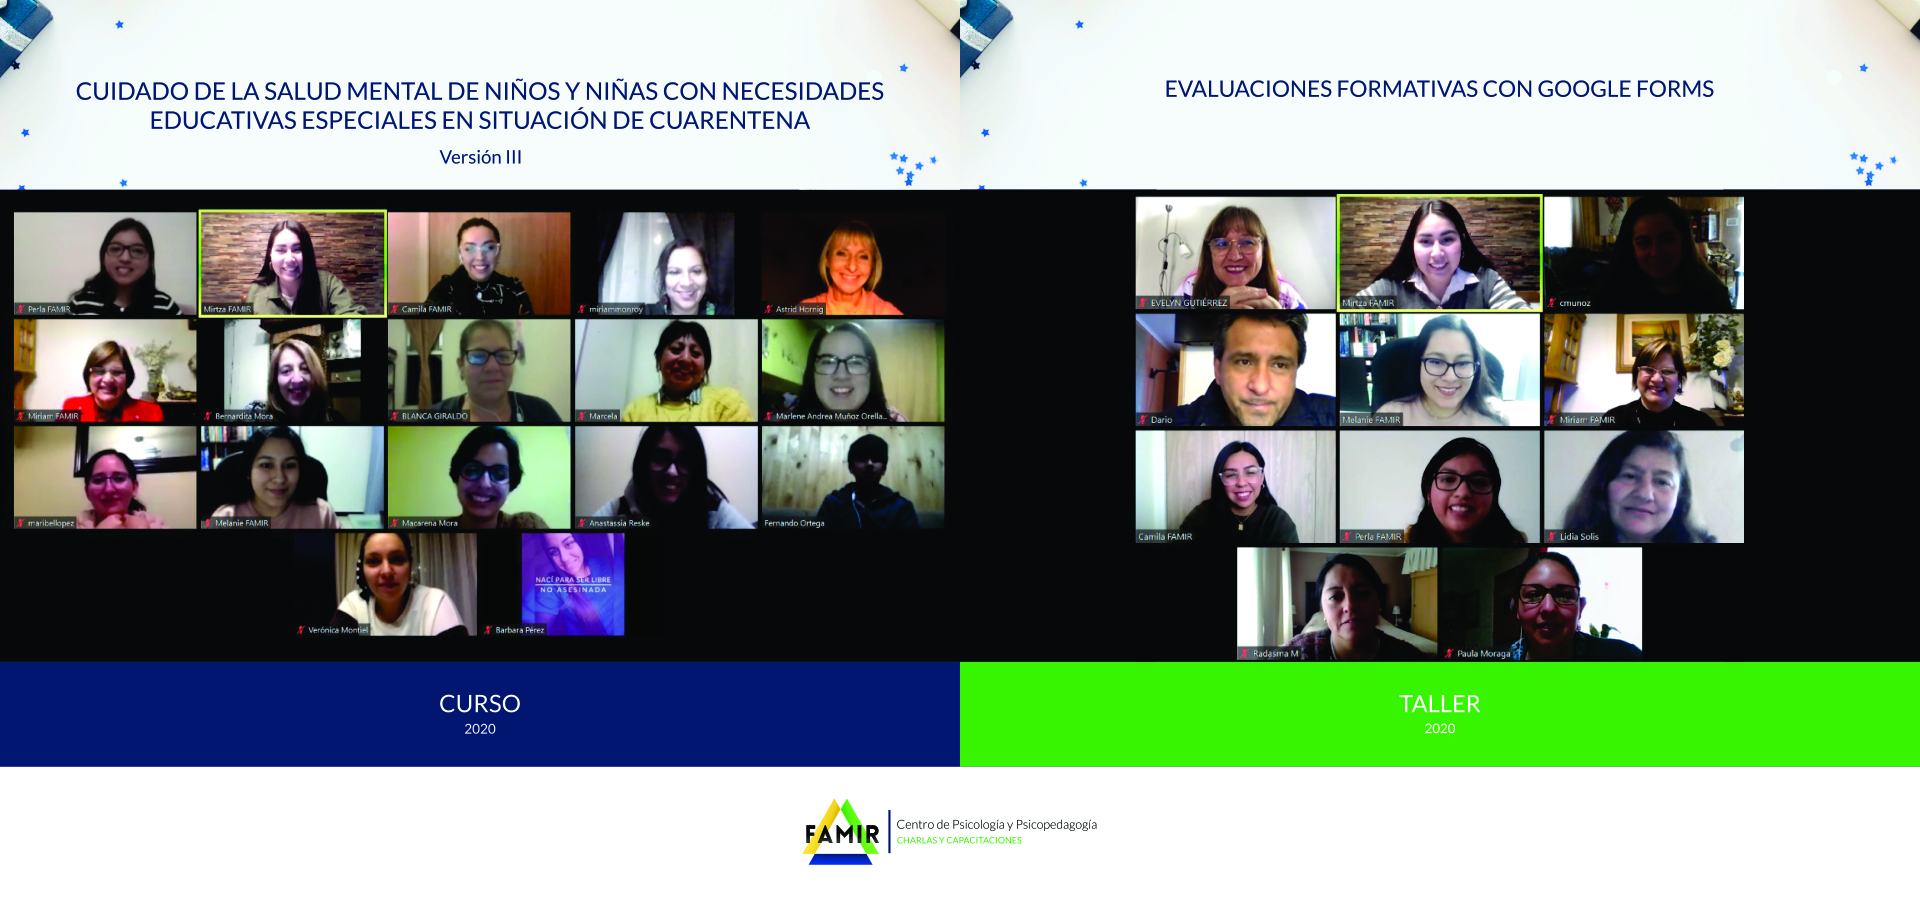 CUIDADO DE LA SALUD MENTAL DE NIÑOS Y NIÑAS CON NECESIDADES
EDUCATIVAS ESPECIALES EN SITUACIÓN DE CUARENTENA
Versión III
Perla FAMIR
Mirtza FAMIR
Camila FAMIR
miriammonroy
Astrid Hornig
Miriam FAMIR
Bernardita Mora
BLANCA GIRALDO
Marcela
Marlene Andrea Muñoz Orella...
maribellopez
Melanie FAMIR
Macarena Mora
Anastassia Reske
Fernando Ortega
NACÍ PARA SER LIBRE
NO ASESINADA
Verónica Montiel
Barbara Pérez
CURSO
2020
EVALUACIONES FORMATIVAS CON GOOGLE FORMS
EVELYN GUTIÉRREZ
Mirtza FAMIR
cmunoz
Dario
Melanie FAMIR
Miriam FAMIR
Camila FAMIR
Perla FAMIR
Lidia Solis
Radasma M
Paula Moraga
TALLER
2020
FAMIR
Centro de Psicología y Psicopedagogía
CHARLAS Y CAPACITACIONES